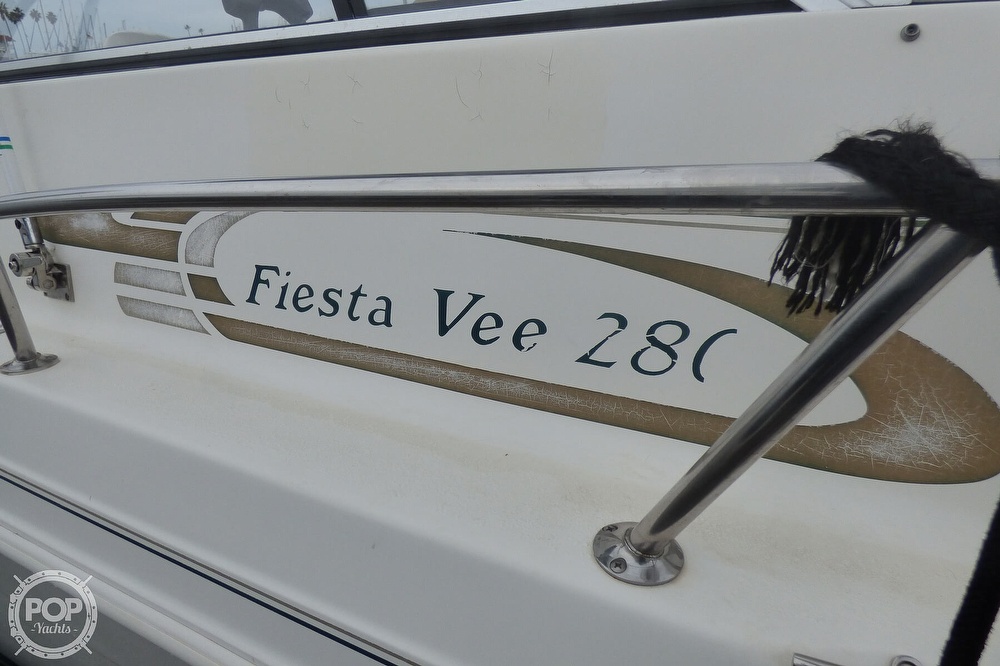 Fiesta Vee 28
POP
-Yachts-